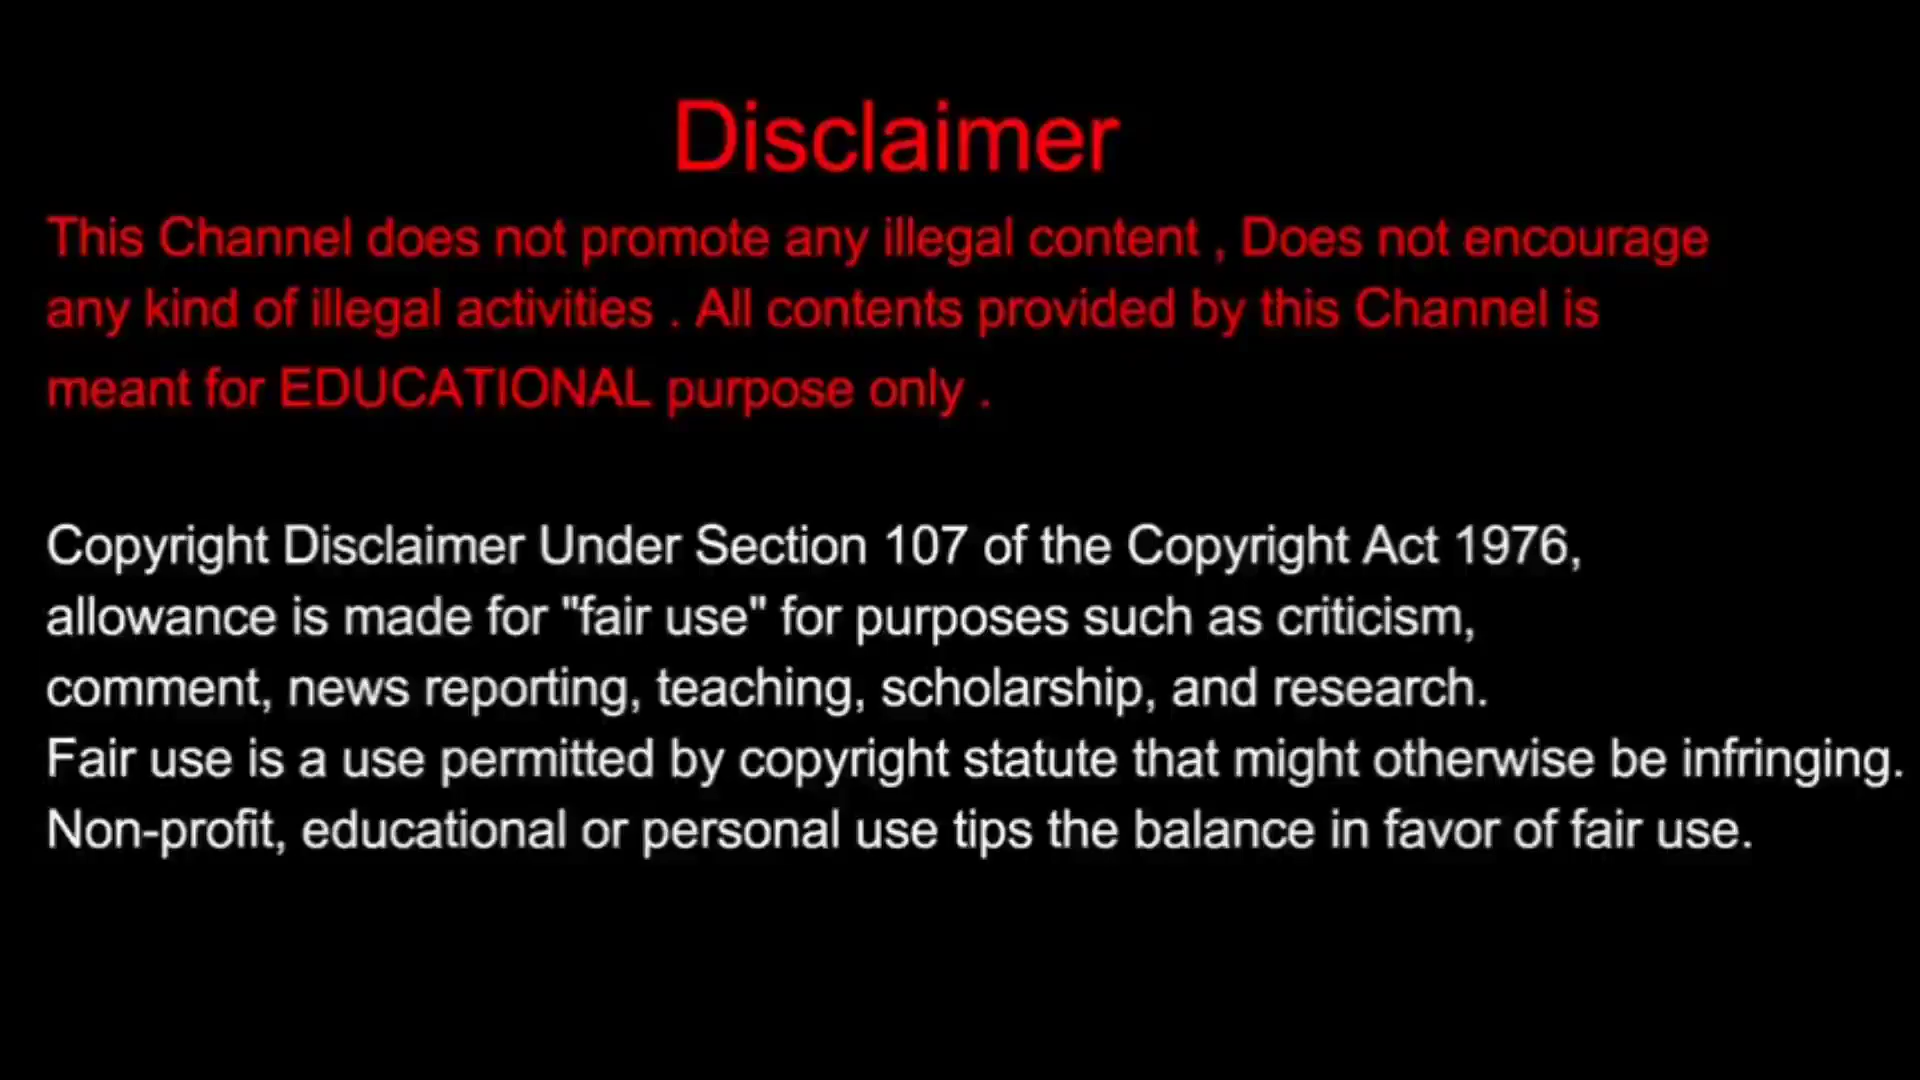 Disclaimer
This Channel does not promote any illegal content , Does not encourage
any kind of illegal activities . All contents provided by this Channel is
meant for EDUCATIONAL purpose only .
Copyright Disclaimer Under Section 107 of the Copyright Act 1976,
allowance is made for "fair use" for purposes such as criticism,
comment, news reporting, teaching, scholarship, and research.
Fair use is a use permitted by copyright statute that might otherwise be infringing.
Non-profit, educational or personal use tips the balance in favor of fair use.